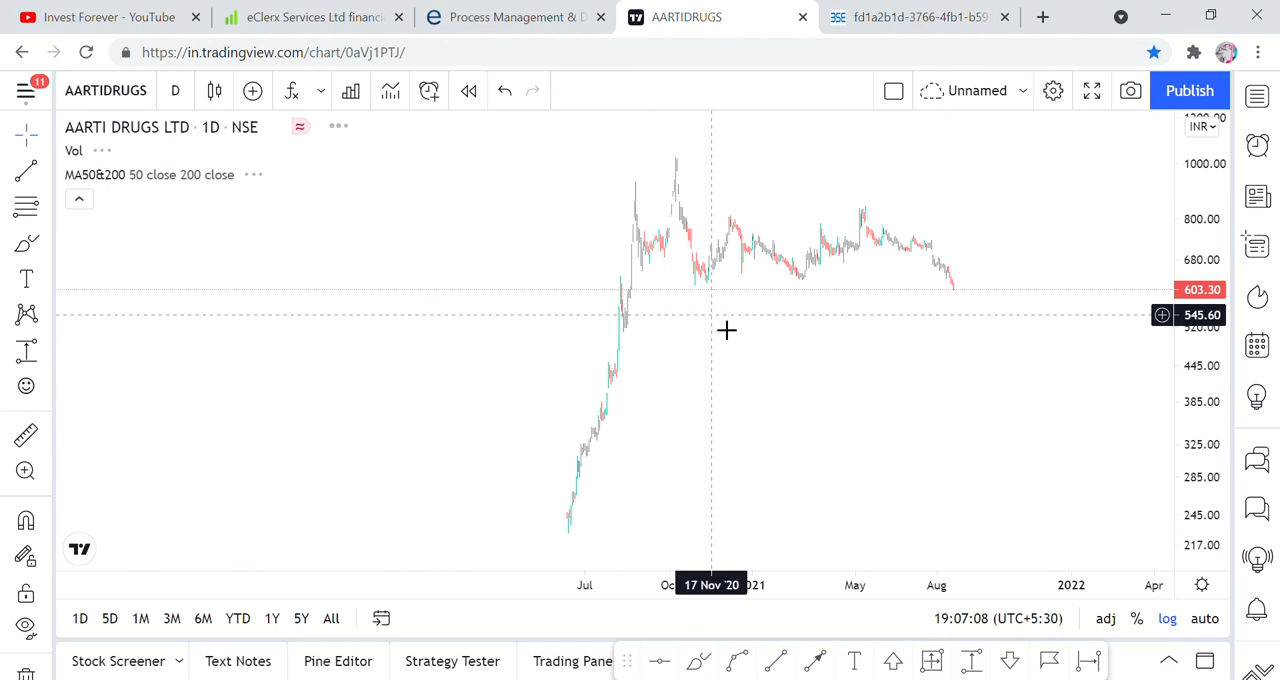 Invest Forever - YouTube
eClerx Services Ltd financi
Process Management & D
AARTIDRUGS
fd1a2b1d-3766-4fb1-b59
https://in.tradingview.com/chart/0aVj1PTJ/
11
AARTIDRUGS
D
Unnamed
Publish
AARTI DRUGS LTD · 1D · NSE
INR
Vol
MA50&200 50 close 200 close
1200.00
1000.00
800.00
680.00
603.30
545.60
520.00
445.00
385.00
325.00
285.00
245.00
217.00
Jul
Oc
17 Nov '20
021
May
Aug
2022
Apr
1D 5D 1M 3M 6M YTD 1Y 5Y All
19:07:08 (UTC+5:30)
adj % log auto
Stock Screener
Text Notes
Pine Editor
Strategy Tester
Trading Pane
T